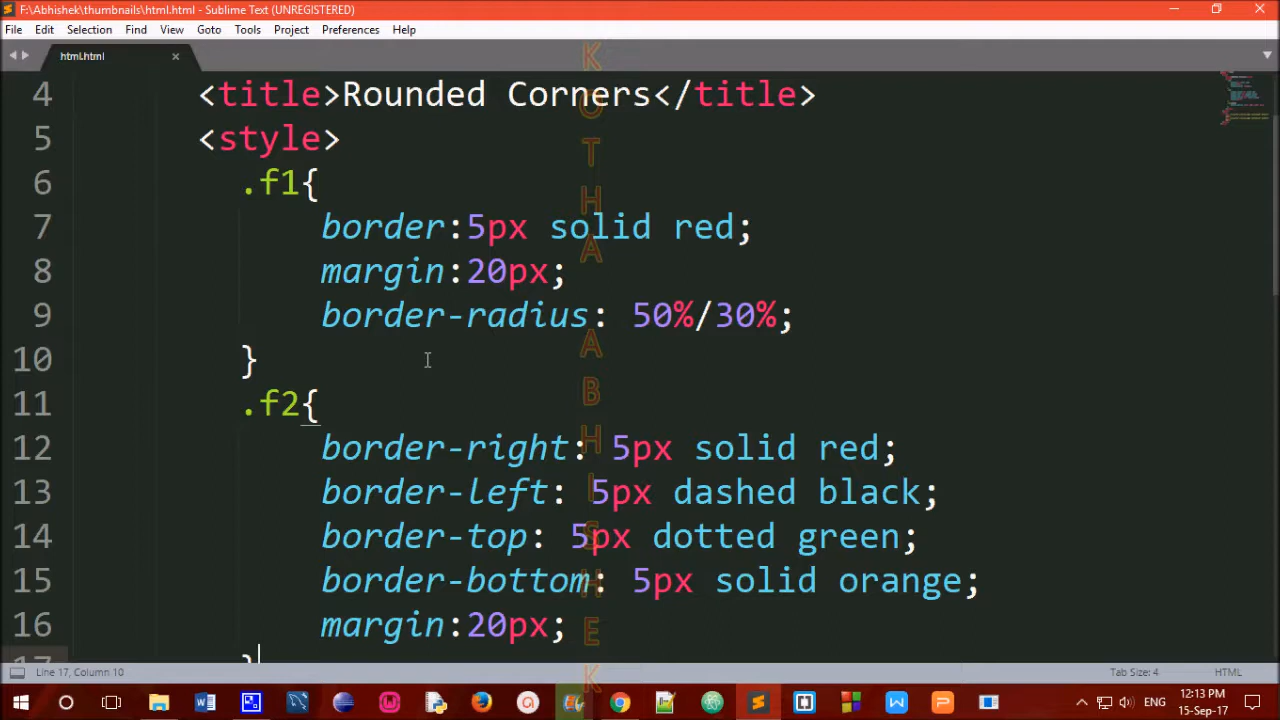 F:\Abhishek\thumbnails\html.html - Sublime Text (UNREGISTERED)
File Edit Selection Find View Goto Tools Project Preferences Help
html.html
4 <title>Rounded Corners</title>
5 <style>
6 .f1{
7 border:5px solid red;
8 margin:20px;
9 border-radius: 50%/30%;
10 }
11 .f2{
12 border-right: 5px solid red;
13 border-left: 5px dashed black;
14 border-top: 5px dotted green;
15 border-bottom: 5px solid orange;
16 margin:20px;
17 }
KOTHA ABHISHEK
Line 17, Column 10
Tab Size: 4 HTML
ENG
12:13 PM
15-Sep-17